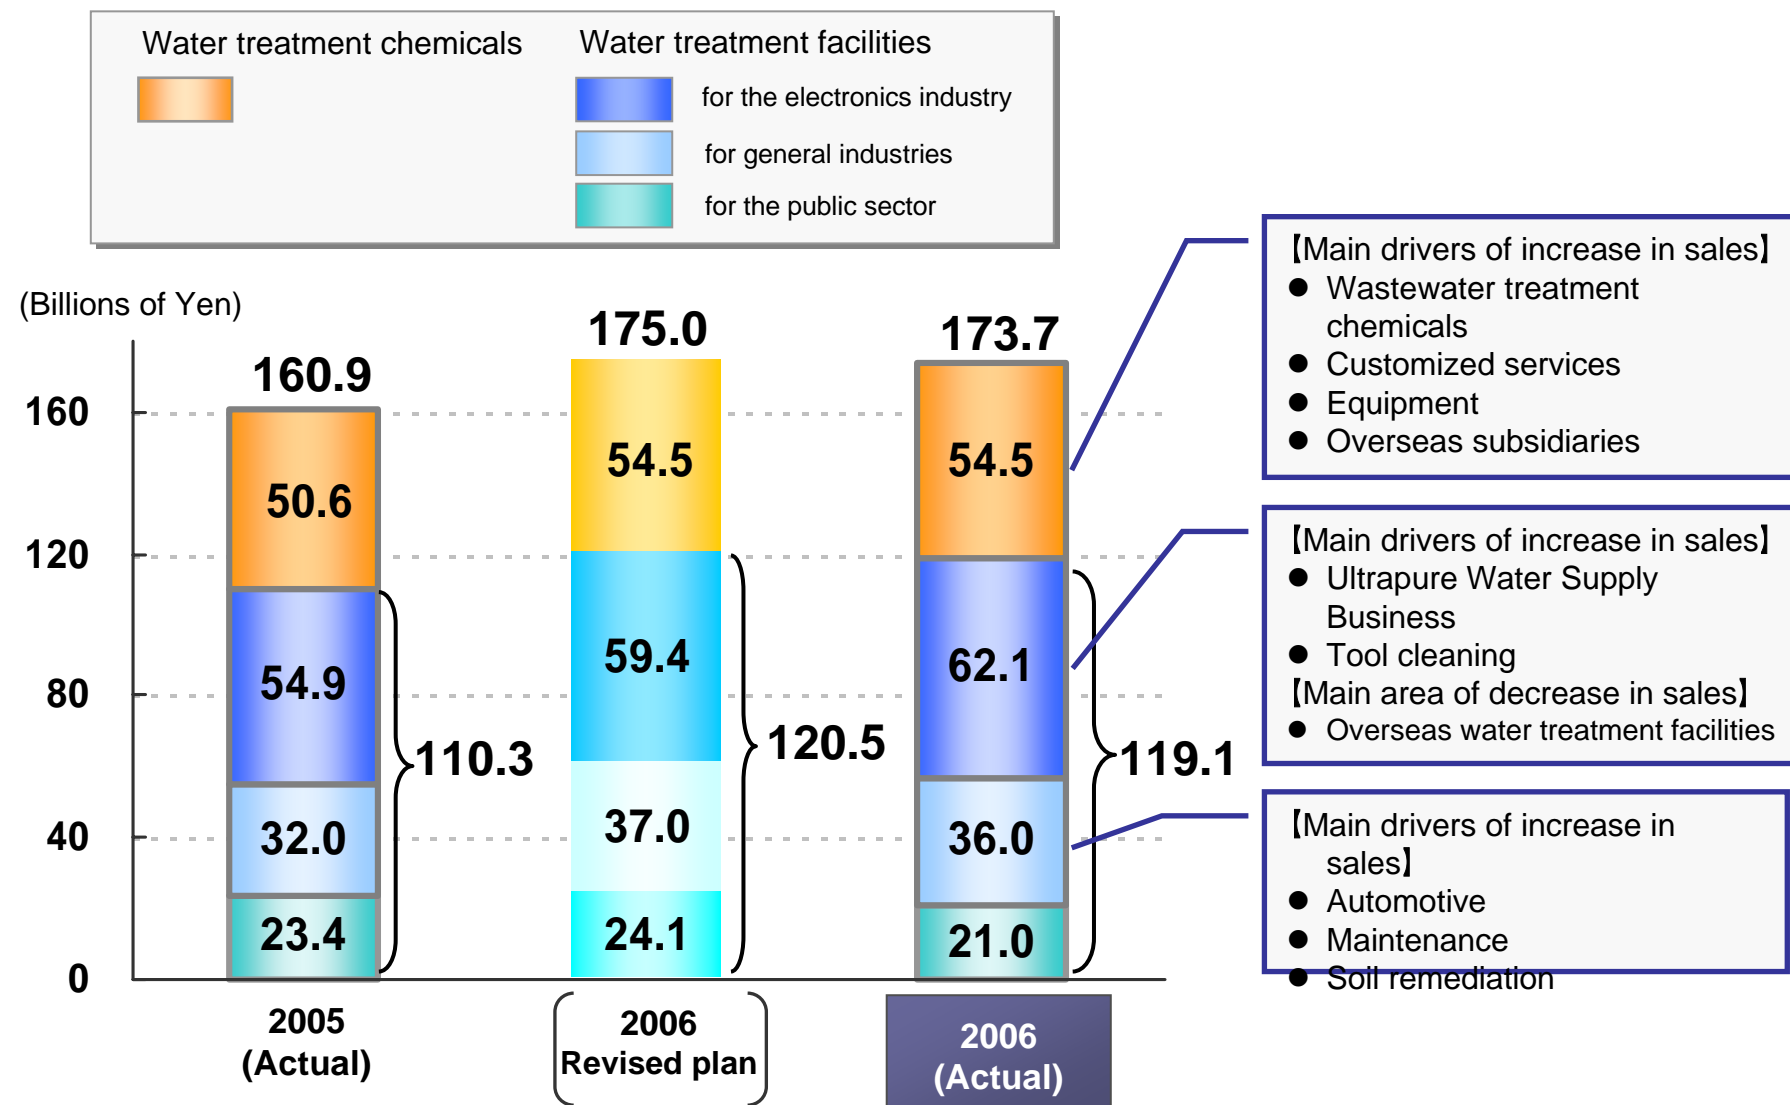 Water treatment chemicals
Water treatment facilities
for the electronics industry
for general industries
for the public sector
(Billions of Yen)
160
120
80
40
0
160.9
50.6
54.9
32.0
23.4
110.3
2005
(Actual)
175.0
54.5
59.4
37.0
24.1
120.5
2006
Revised plan
173.7
54.5
62.1
36.0
21.0
119.1
2006
(Actual)
【Main drivers of increase in sales】
● Wastewater treatment
chemicals
● Customized services
● Equipment
● Overseas subsidiaries
【Main drivers of increase in sales】
● Ultrapure Water Supply
Business
● Tool cleaning
【Main area of decrease in sales】
● Overseas water treatment facilities
【Main drivers of increase in
sales】
● Automotive
● Maintenance
● Soil remediation